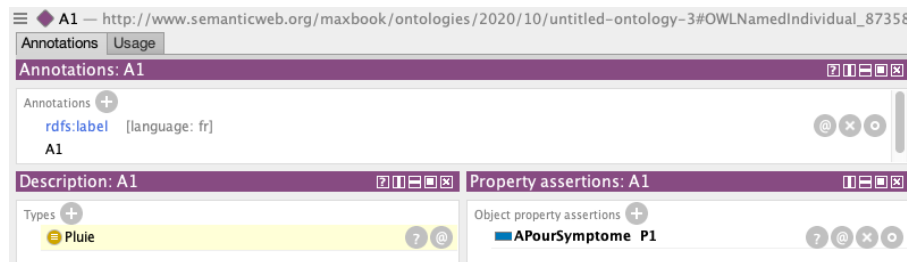 A1 — http://www.semanticweb.org/maxbook/ontologies/2020/10/untitled-ontology-3#OWLNamedIndividual_87358
Annotations Usage
Annotations: A1
Annotations
rdfs:label [language: fr]
A1
Description: A1
Types
Pluie
Property assertions: A1
Object property assertions
APourSymptome P1